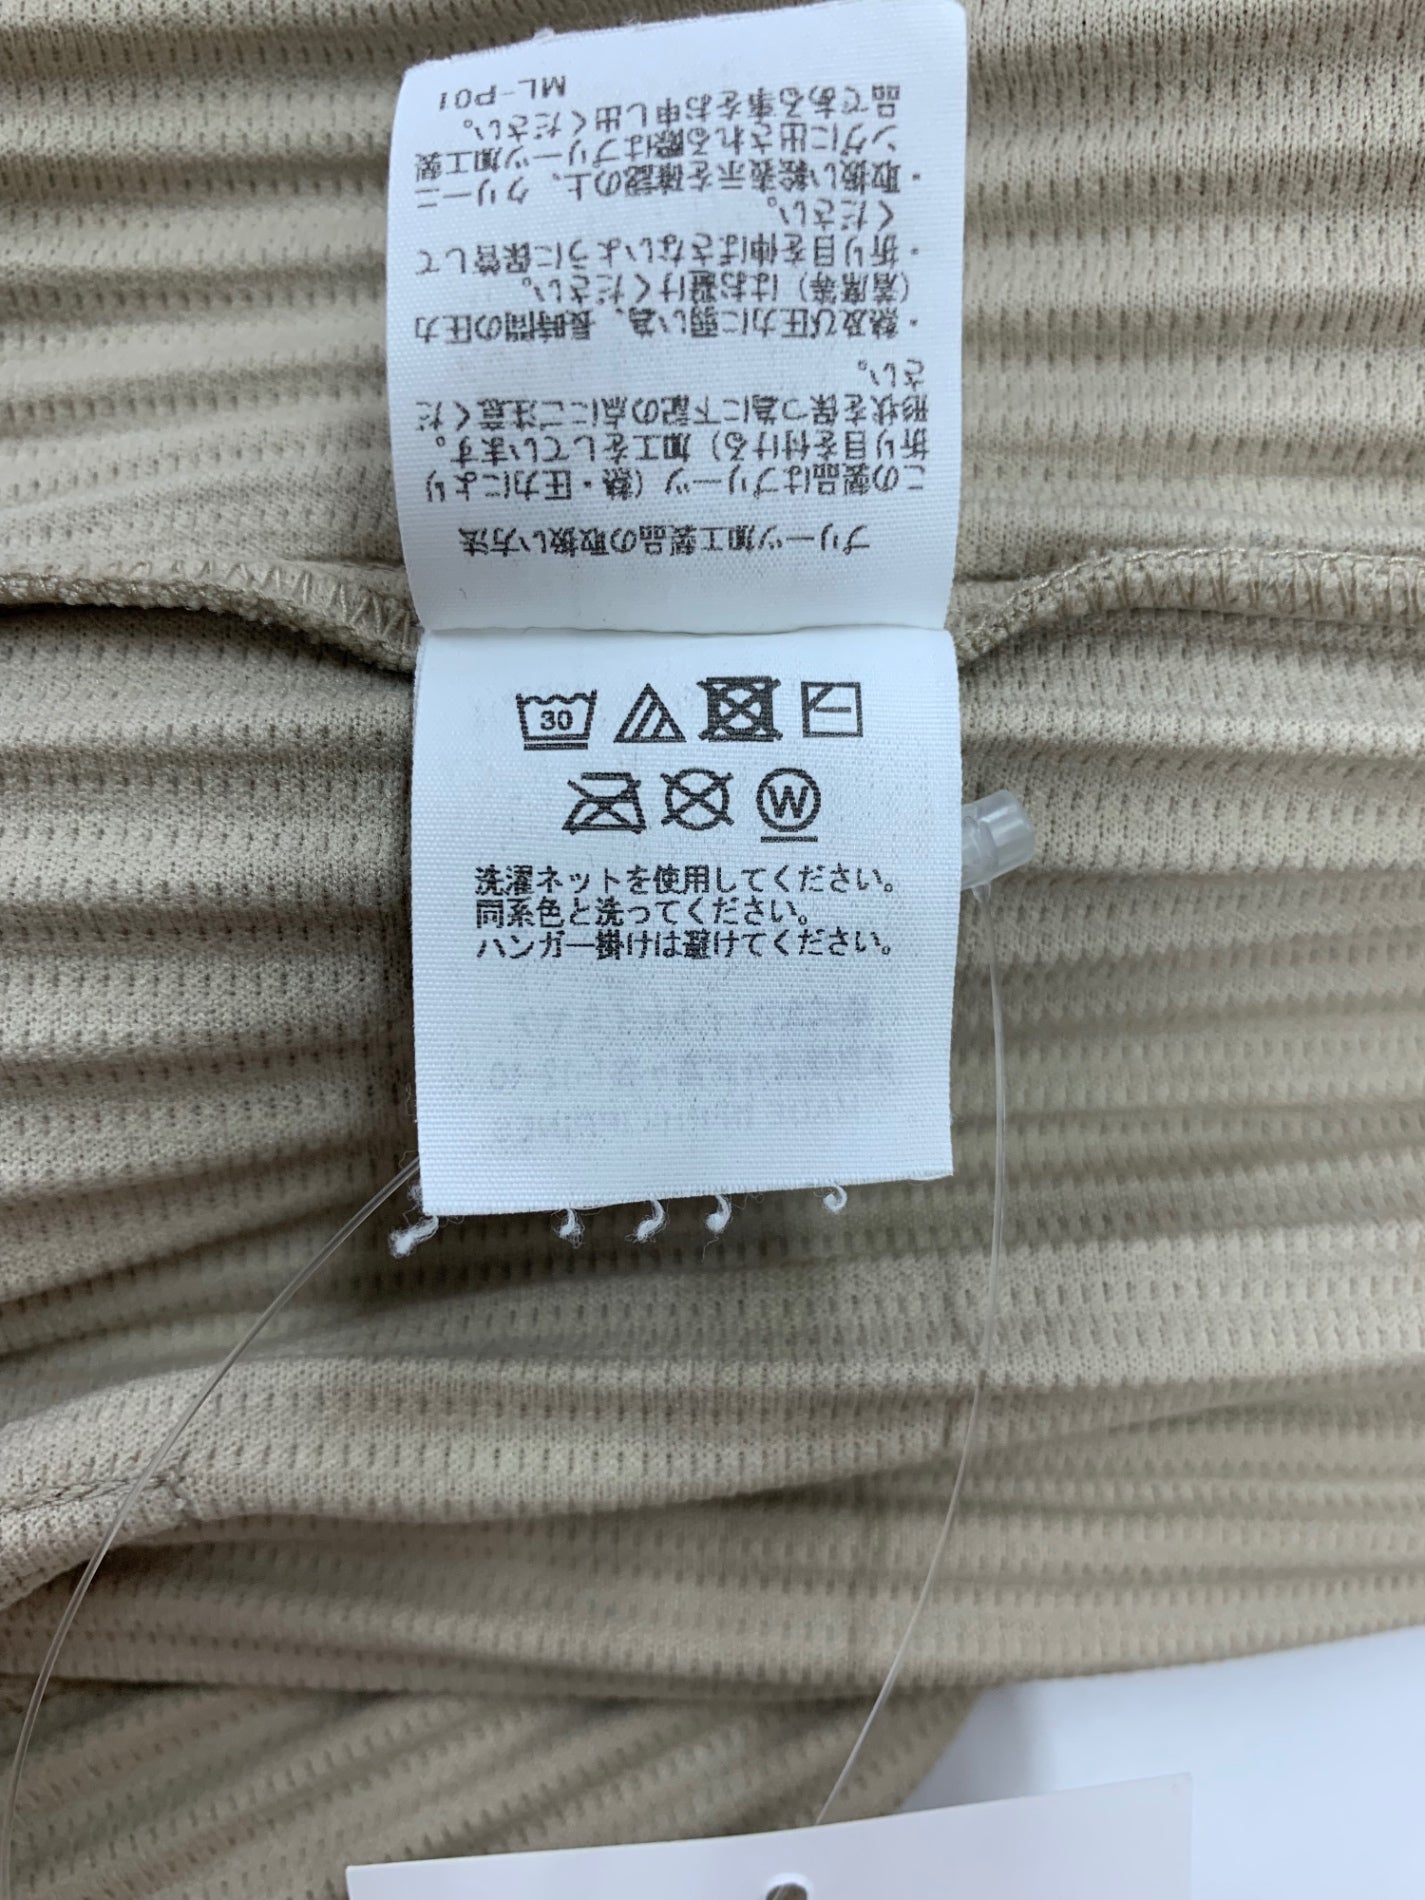 プリーツ加工製品の取扱い方法
この製品はプリーツ（熱・圧力により
折り目を付ける）加工をしています。
形状を保つ為に下記の点にご注意くだ
さい。
・熱及び圧力に弱い為、長時間の圧力
（着席等）はお避けください。
・折り目を伸ばさないように保管して
ください。
・取扱い絵表示を確認の上、クリーニ
ングに出される際はプリーツ加工製
品である事をお申し出ください。
ML-P01
30
W
洗濯ネットを使用してください。
同系色と洗ってください。
ハンガー掛けは避けてください。